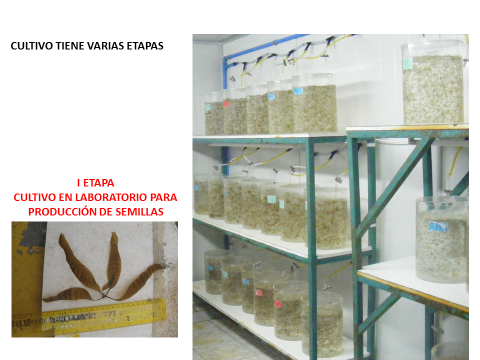 CULTIVO TIENE VARIAS ETAPAS
I ETAPA
CULTIVO EN LABORATORIO PARA
PRODUCCIÓN DE SEMILLAS